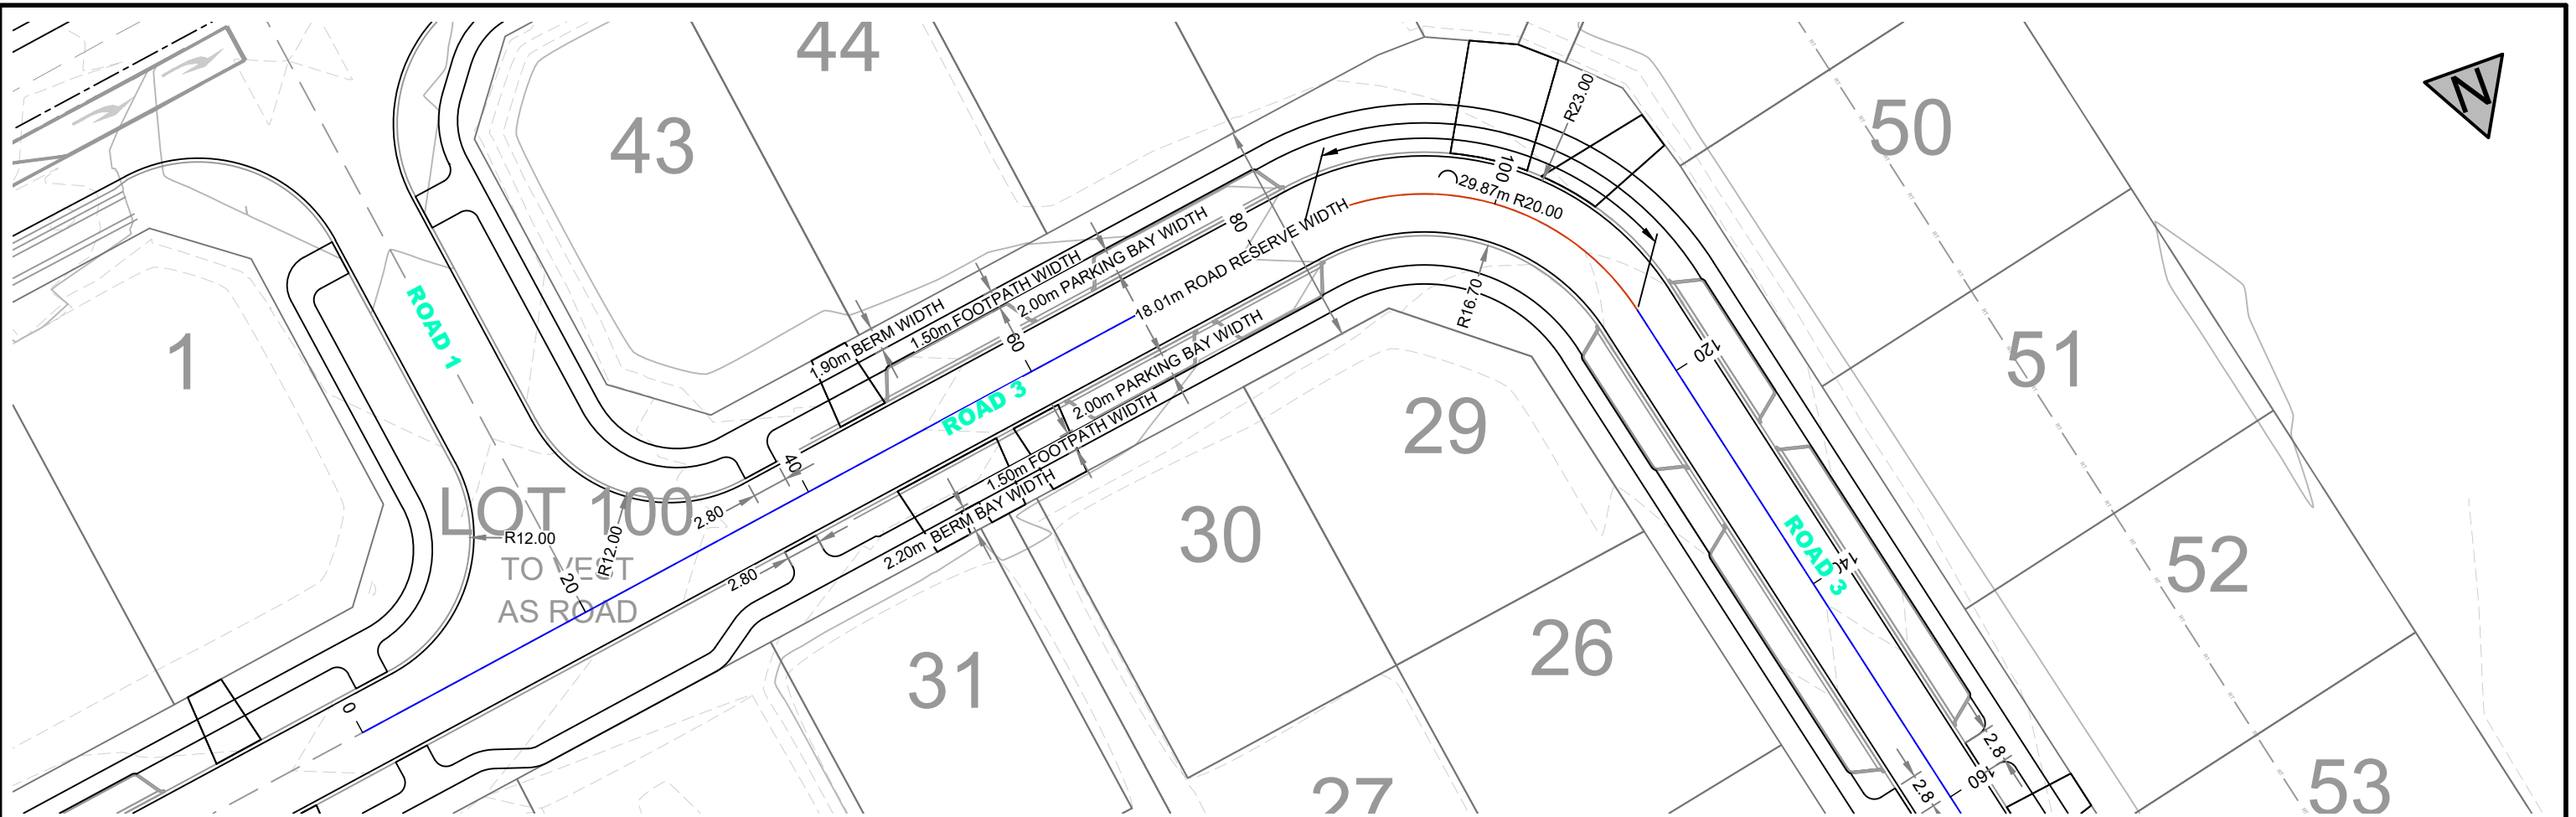 44
43
50
N
R23.00
100
29.87m R20.00
80
18.01m ROAD RESERVE WIDTH
2.00m PARKING BAY WIDTH
1.50m FOOTPATH WIDTH
1.90m BERM WIDTH
60
R16.70
ROAD 1
1
120
51
ROAD 3
2.00m PARKING BAY WIDTH
1.50m FOOTPATH WIDTH
2.20m BERM BAY WIDTH
29
40
2.80
LOT 100
TO VEST
AS ROAD
R12.00
R12.00
20
2.80
30
52
ROAD 3
140
26
31
0
2.8
2.8
160
27
53